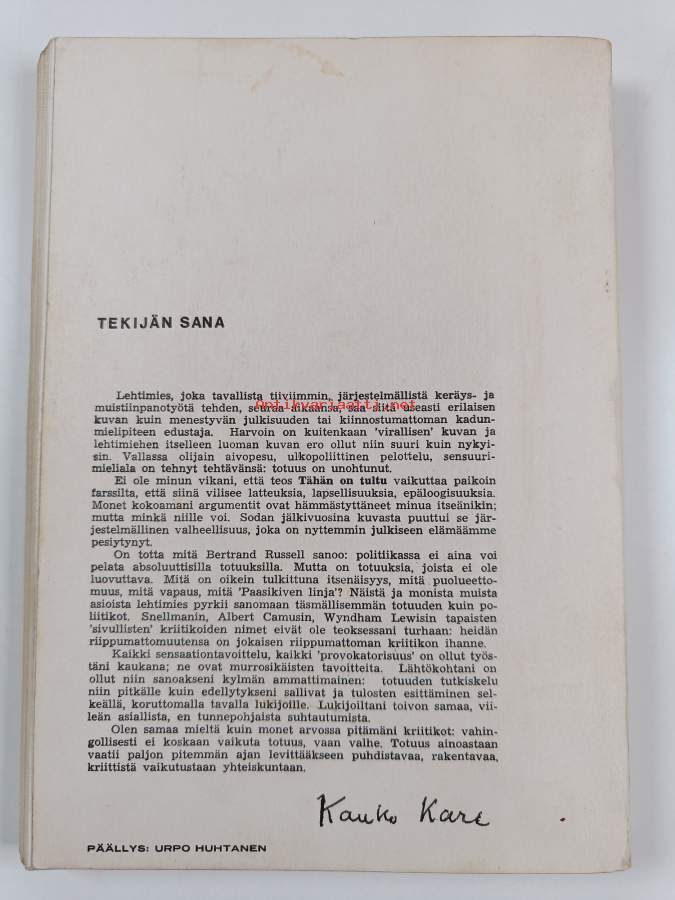 TEKIJÄN SANA
Lehtimies, joka tavallista tiiviimmin, järjestelmällistä keräys- ja
muistiinpanotyötä tehden, seuraa aikaansa, saa siitä useasti erilaisen
Antikvariaatti.net
kuvan kuin menestyvän julkisuuden tai kiinnostumattoman kadun-
mielipiteen edustaja. Harvoin on kuitenkaan 'virallisen' kuvan ja
lehtimiehen itselleen luoman kuvan ero ollut niin suuri kuin nykyi-
sin. Vallassa olijain aivopesu, ulkopoliittinen pelottelu, sensuuri-
mieliala on tehnyt tehtävänsä: totuus on unohtunut.
Ei ole minun vikani, että teos Tähän on tultu vaikuttaa paikoin
farssilta, että siinä vilisee latteuksia, lapsellisuuksia, epäloogisuuksia.
Monet kokoamani argumentit ovat hämmästyttäneet minua itseänikin;
mutta minkä niille voi. Sodan jälkivuosina kuvasta puuttui se jär-
jestelmällinen valheellisuus, joka on nyttemmin julkiseen elämäämme
pesiytynyt.
On totta mitä Bertrand Russell sanoo: politiikassa ei aina voi
pelata absoluuttisilla totuuksilla. Mutta on totuuksia, joista ei ole
luovuttava. Mitä on oikein tulkittuna itsenäisyys, mitä puolueetto-
muus, mitä vapaus, mitä 'Paasikiven linja'? Näistä ja monista muista
asioista lehtimies pyrkii sanomaan täsmällisemmän totuuden kuin po-
liitikot. Snellmanin, Albert Camusin, Wyndham Lewisin tapaisten
'sivullisten' kriitikoiden nimet eivät ole teoksessani turhaan: heidän
riippumattomuutensa on jokaisen riippumattoman kriitikon ihanne.
Kaikki sensaationtavoittelu, kaikki 'provokatorisuus' on ollut työs-
täni kaukana; ne ovat murrosikäisten tavoitteita. Lähtökohtani on
ollut niin sanoakseni kylmän ammattimainen: totuuden tutkiskelu
niin pitkälle kuin edellytykseni sallivat ja tulosten esittäminen sel-
keällä, koruttomalla tavalla lukijoille. Lukijoiltani toivon samaa, vii-
leän asiallista, en tunnepohjaista suhtautumista.
Olen samaa mieltä kuin monet arvossa pitämäni kriitikot: vahin-
gollisesti ei koskaan vaikuta totuus, vaan valhe. Totuus ainoastaan
vaatii paljon pitemmän ajan levittääkseen puhdistavaa, rakentavaa,
kriittistä vaikutustaan yhteiskuntaan.
Kauko Kare
PÄÄLLYS: URPO HUHTANEN